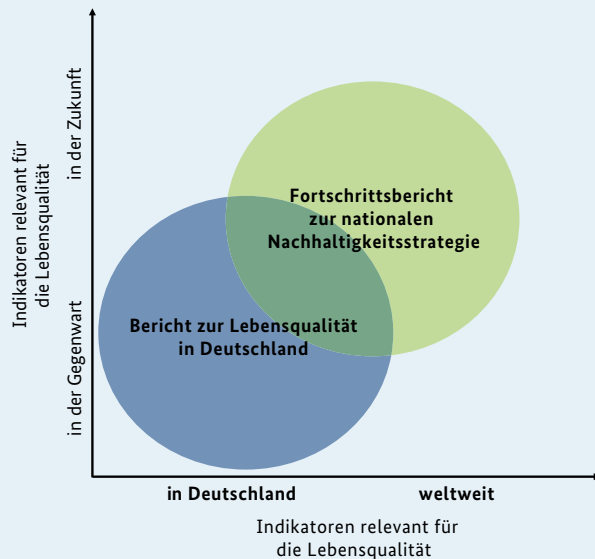 Indikatoren relevant für
die Lebensqualität
in der Zukunft
in der Gegenwart
Fortschrittsbericht
zur nationalen
Nachhaltigkeitsstrategie
Bericht zur Lebensqualität
in Deutschland
in Deutschland
weltweit
Indikatoren relevant für
die Lebensqualität